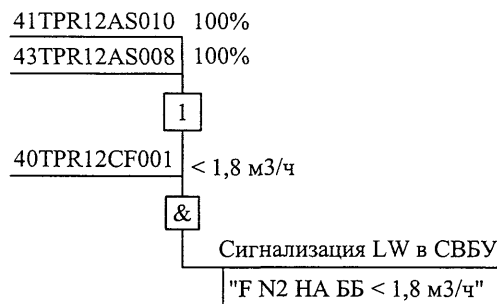 41TPR12AS010 100%
43TPR12AS008 100%
1
40TPR12CF001 < 1,8 м3/ч
&
Сигнализация LW в СВБУ
"F N2 НА ББ < 1,8 м3/ч"